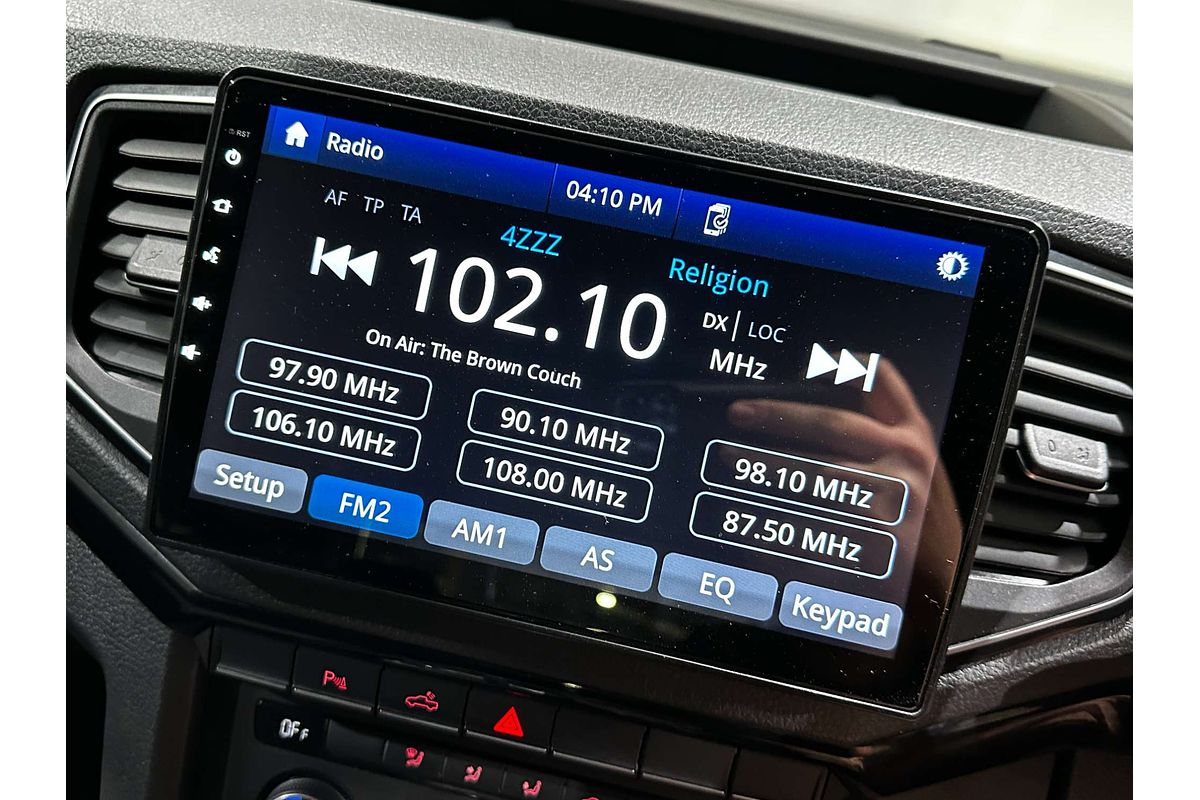 RST
Radio
04:10 PM
AF TP TA
4ZZZ
Religion
102.10
DX | LOC
MHz
On Air: The Brown Couch
97.90 MHz
90.10 MHz
98.10 MHz
106.10 MHz
108.00 MHz
87.50 MHz
Setup
FM2
AM1
AS
EQ
Keypad
P
OFF
0